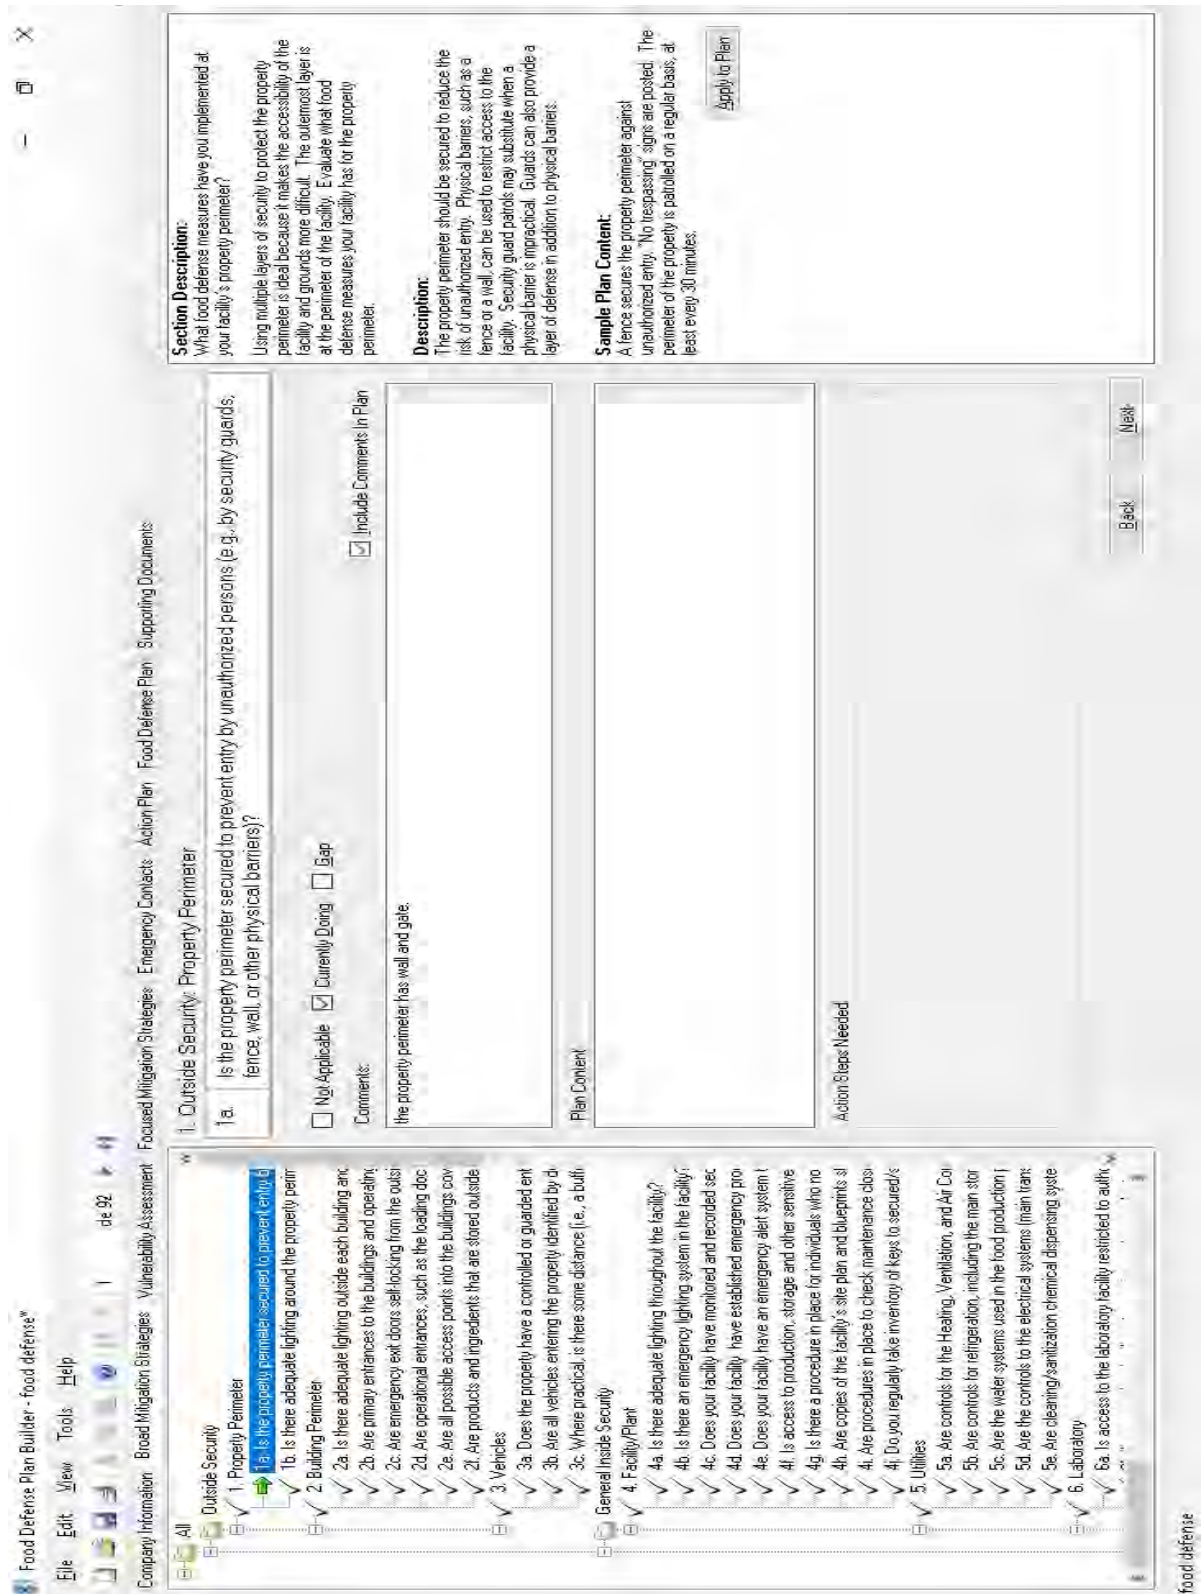 Food Defense Plan Builder - food defense*
File Edit View Tools Help
1 de 92
Company Information Broad Mitigation Strategies Vulnerability Assessment Focused Mitigation Strategies Emergency Contacts Action Plan Food Defense Plan Supporting Documents
All
Outside Security
1. Property Perimeter
1a. Is the property perimeter secured to prevent entry b
1b. Is there adequate lighting around the property perim
2. Building Perimeter
2a. Is there adequate lighting outside each building and
2b. Are primary entrances to the buildings and operating
2c. Are emergency exit doors self-locking from the outsi
2d. Are operational entrances, such as the loading doc
2e. Are all possible access points into the buildings cov
2f. Are products and ingredients that are stored outside
3. Vehicles
3a. Does the property have a controlled or guarded ent
3b. Are all vehicles entering the property identified by d
3c. Where practical, is there some distance (i.e., a buff
General Inside Security
4. Facility/Plant
4a. Is there adequate lighting throughout the facility?
4b. Is there an emergency lighting system in the facility?
4c. Does your facility have monitored and recorded sec
4d. Does your facility have established emergency pro
4e. Does your facility have an emergency alert system t
4f. Is access to production, storage and other sensitive
4g. Is there a procedure in place for individuals who no
4h. Are copies of the facility's site plan and blueprints s
4i. Are procedures in place to check maintenance close
4j. Do you regularly take inventory of keys to secured/s
5. Utilities
5a. Are controls for the Heating, Ventilation, and Air Con
5b. Are controls for refrigeration, including the main stor
5c. Are the water systems used in the food production
5d. Are the controls to the electrical systems (main trans
5e. Are cleaning/sanitization chemical dispensing syste
6. Laboratory
6a. Is access to the laboratory facility restricted to autho
1. Outside Security: Property Perimeter
1a. Is the property perimeter secured to prevent entry by unauthorized persons (e.g., by security guards,
fence, wall, or other physical barriers)?
Not Applicable Currently Doing Gap
Comments: Include Comments In Plan
the property perimeter has wall and gate.
Plan Content
Action Steps Needed
Back Next
Section Description:
What food defense measures have you implemented at
your facility's property perimeter?
Using multiple layers of security to protect the property
perimeter is ideal because it makes the accessibility of the
facility and grounds more difficult. The outermost layer is
at the perimeter of the facility. Evaluate what food
defense measures your facility has for the property
perimeter.
Description:
The property perimeter should be secured to reduce the
risk of unauthorized entry. Physical barriers, such as a
fence or a wall, can be used to restrict access to the
facility. Security guard patrols may substitute when a
physical barrier is impractical. Guards can also provide a
layer of defense in addition to physical barriers.
Sample Plan Content:
A fence secures the property perimeter against
unauthorized entry. "No trespassing" signs are posted. The
perimeter of the property is patrolled on a regular basis, at
least every 30 minutes.
Apply to Plan
food defense